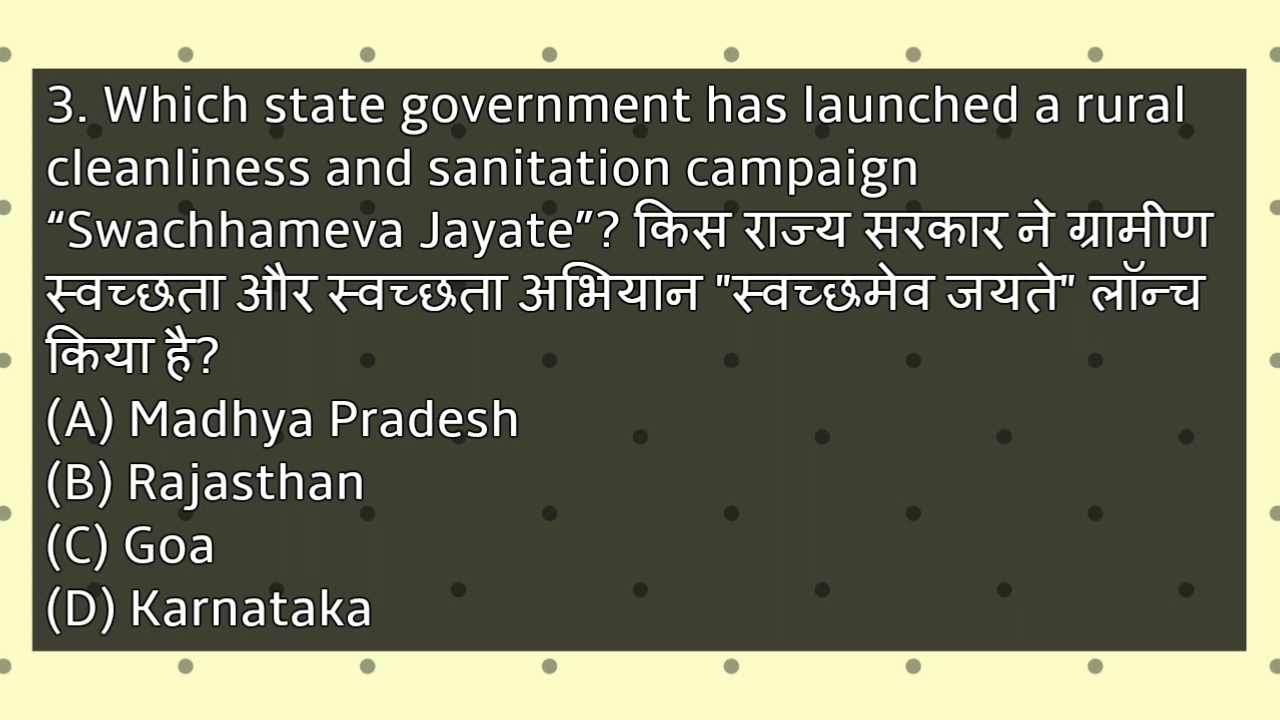 3. Which state government has launched a rural
cleanliness and sanitation campaign
“Swachhameva Jayate”? किस राज्य सरकार ने ग्रामीण
स्वच्छता और स्वच्छता अभियान "स्वच्छमेव जयते" लॉन्च
किया है?
(A) Madhya Pradesh
(B) Rajasthan
(C) Goa
(D) Karnataka